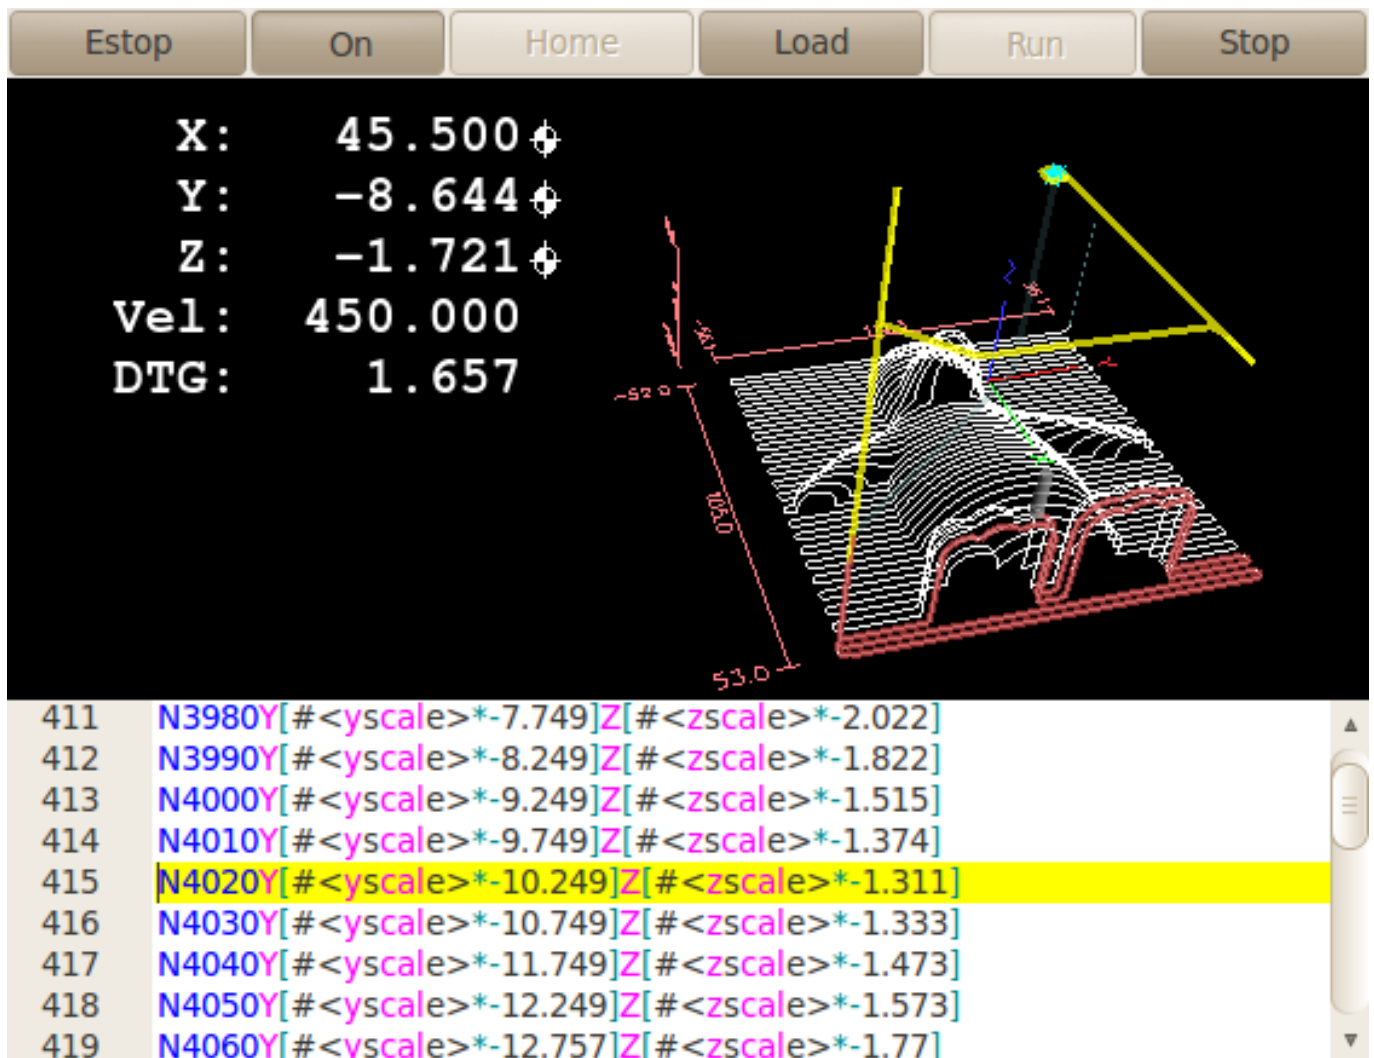 Estop On Home Load Run Stop
X: 45.500
Y: -8.644
Z: -1.721
Vel: 450.000
DTG: 1.657
-52.0
105.0
53.0
411 N3980Y[#<yscale>*-7.749]Z[#<zscale>*-2.022]
412 N3990Y[#<yscale>*-8.249]Z[#<zscale>*-1.822]
413 N4000Y[#<yscale>*-9.249]Z[#<zscale>*-1.515]
414 N4010Y[#<yscale>*-9.749]Z[#<zscale>*-1.374]
415 N4020Y[#<yscale>*-10.249]Z[#<zscale>*-1.311]
416 N4030Y[#<yscale>*-10.749]Z[#<zscale>*-1.333]
417 N4040Y[#<yscale>*-11.749]Z[#<zscale>*-1.473]
418 N4050Y[#<yscale>*-12.249]Z[#<zscale>*-1.573]
419 N4060Y[#<yscale>*-12.757]Z[#<zscale>*-1.77]